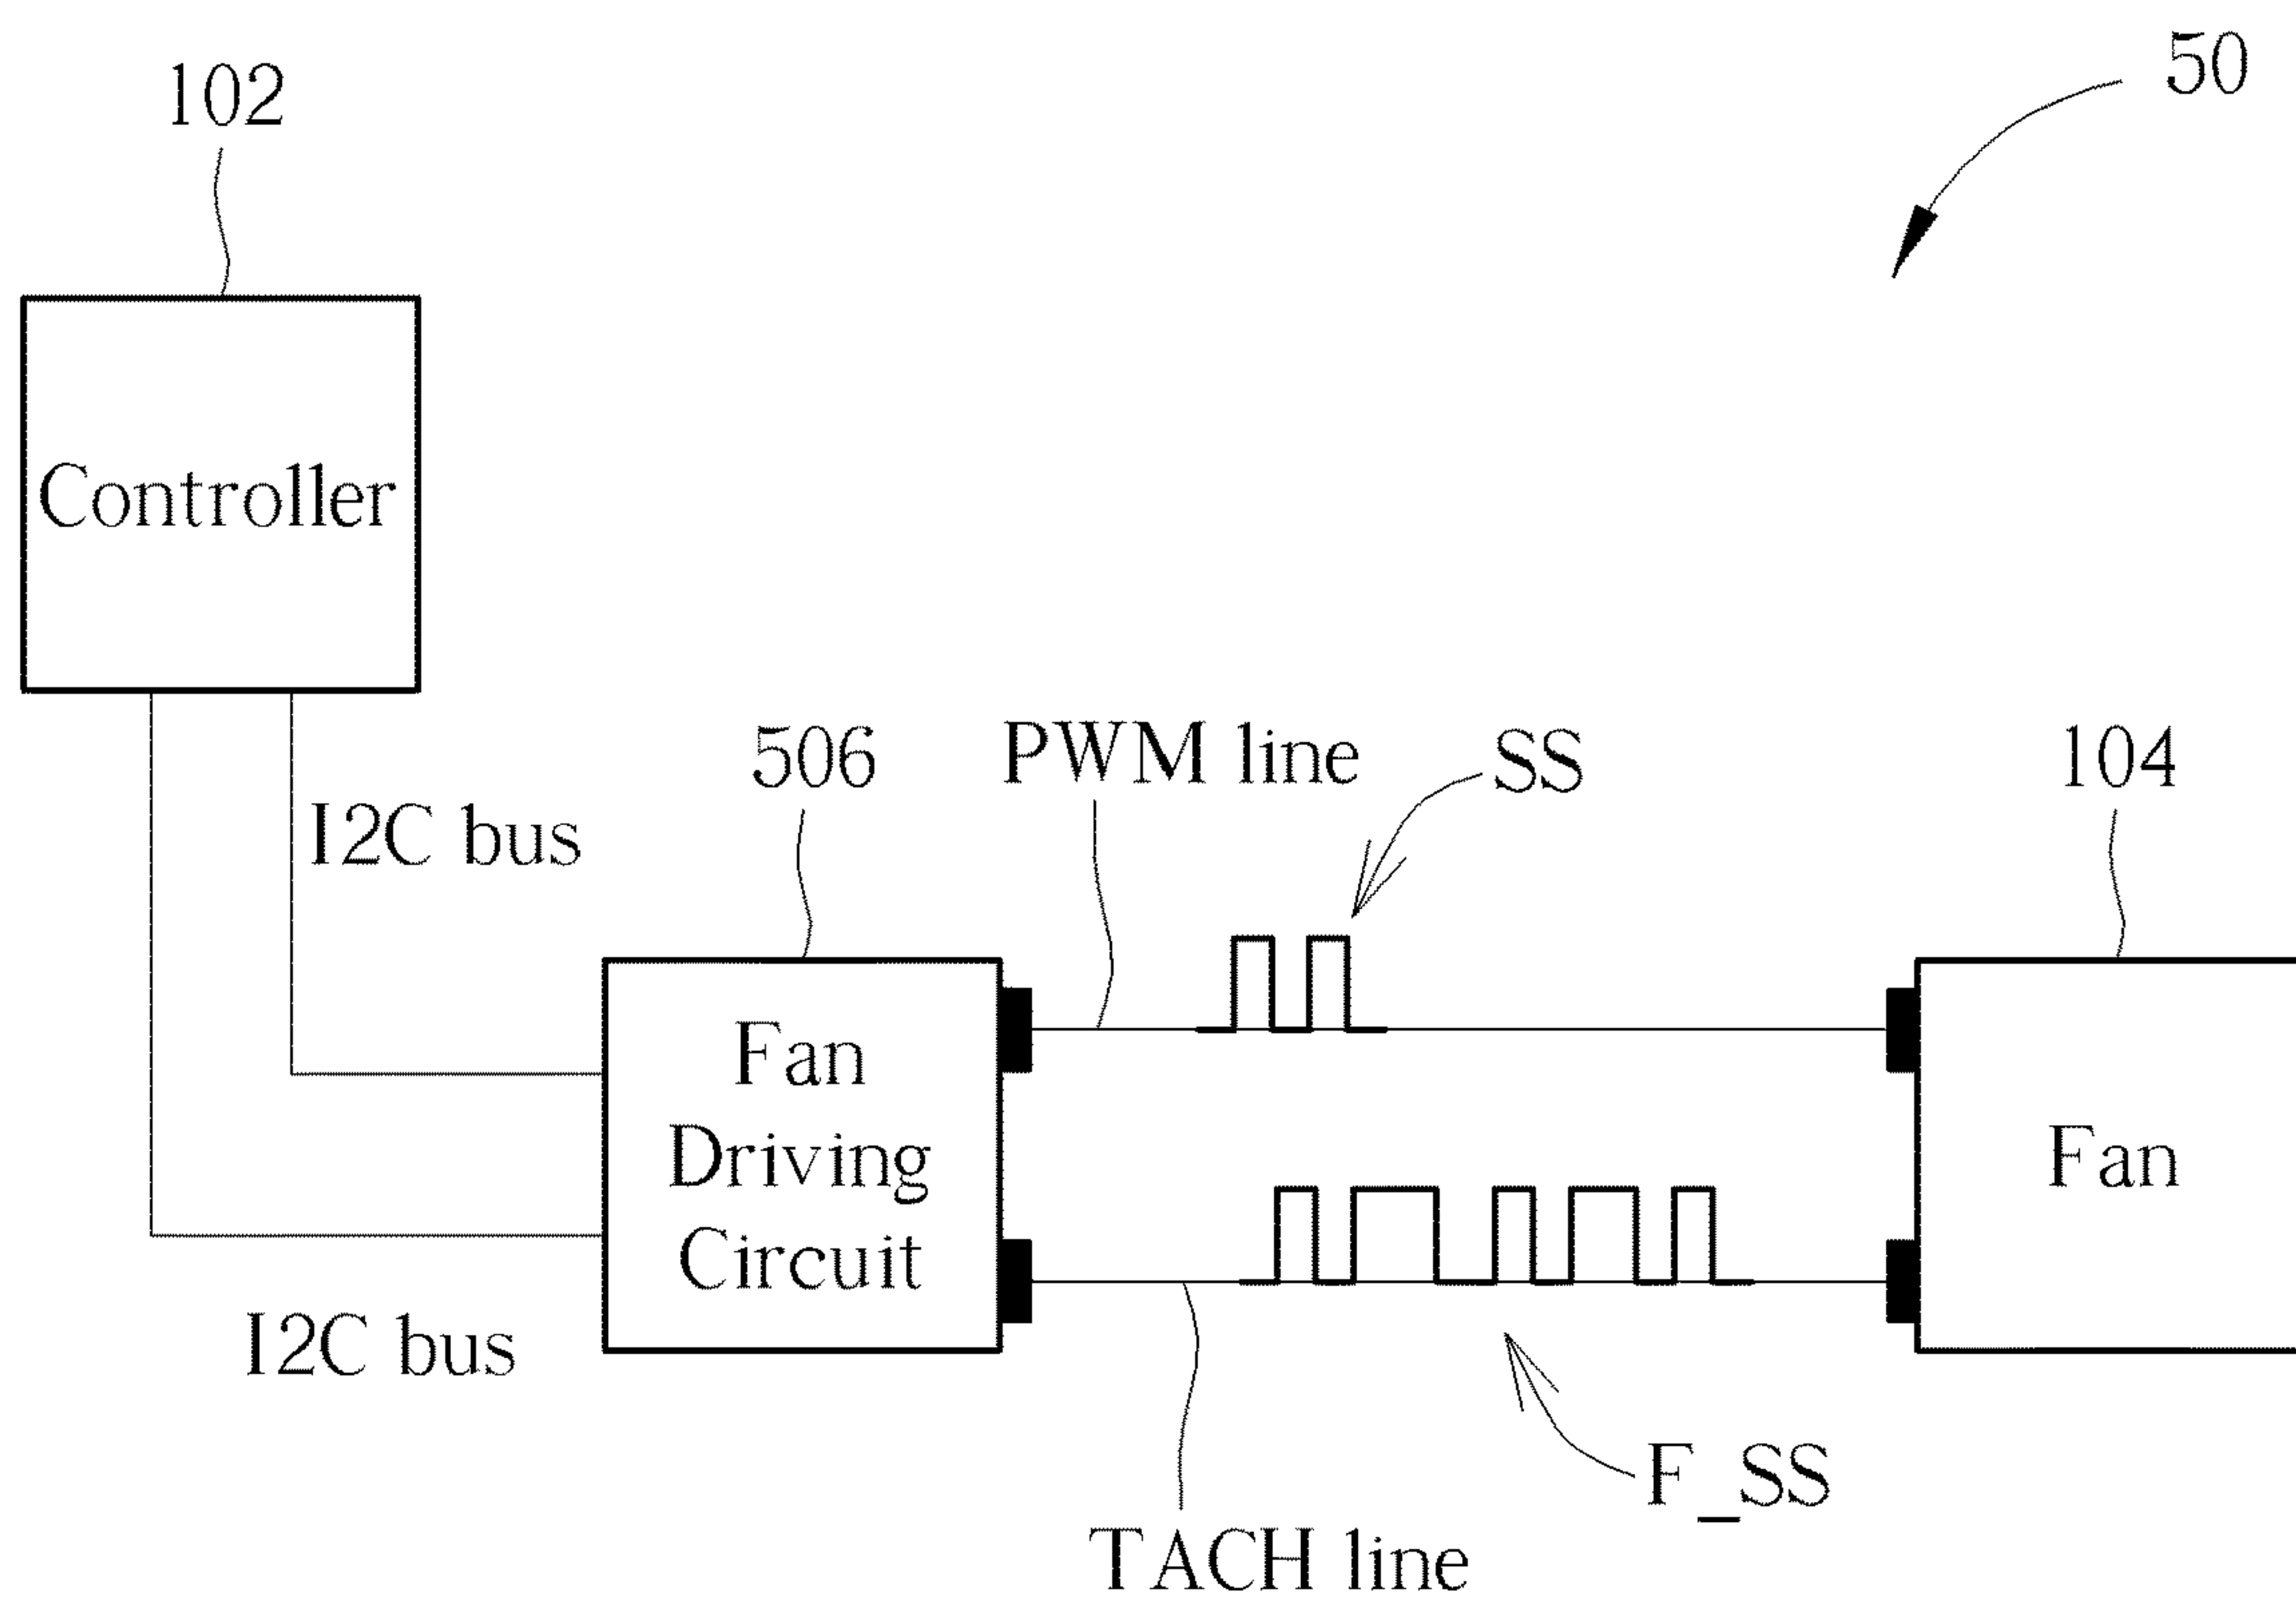 50
102
Controller
I2C bus
506
PWM line
SS
104
Fan
Driving
Circuit
Fan
I2C bus
F_SS
TACH line